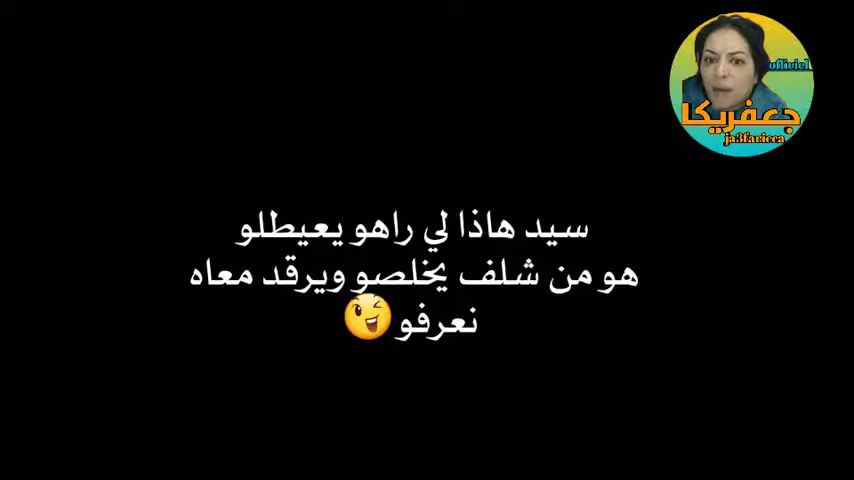 officiel
جعفريكا
ja3faricca
سيد هاذا لي راهو يعيطلو
هو من شلف يخلصو ويرقد معاه
نعرفو😉